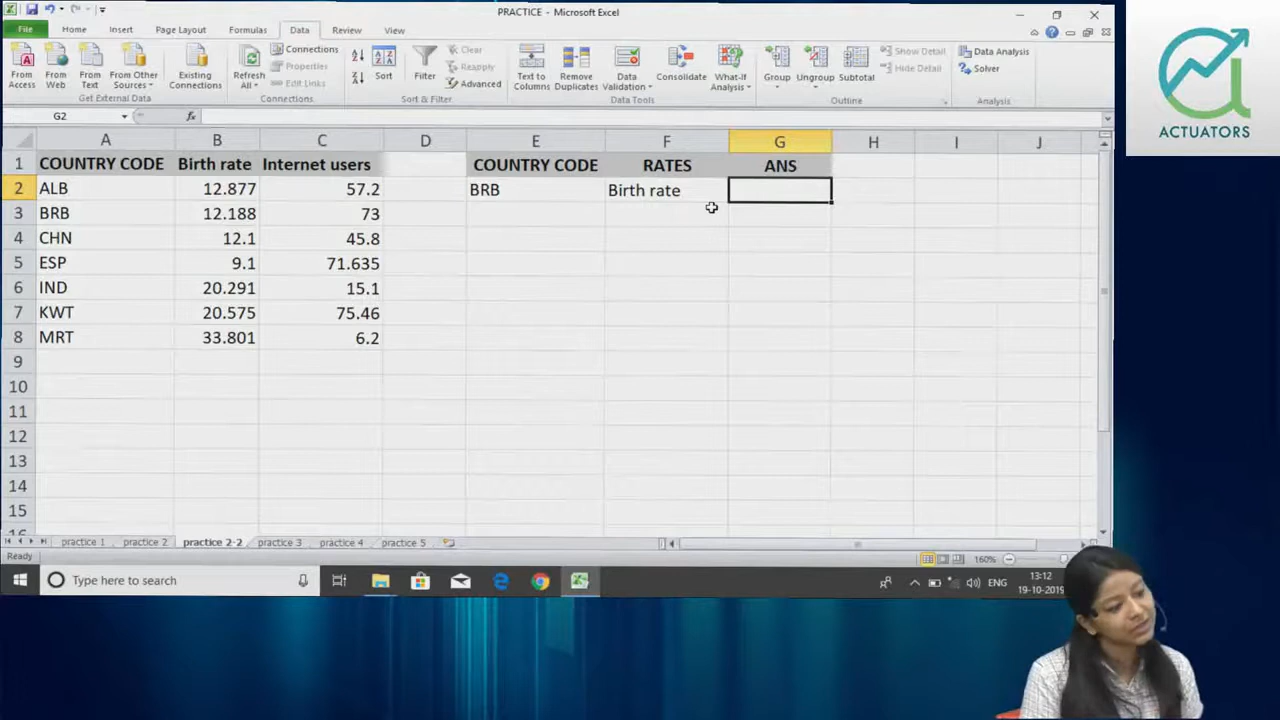 PRACTICE - Microsoft Excel
File Home Insert Page Layout Formulas Data Review View
From Access
From Web
From Text
From Other Sources
Existing Connections
Get External Data
Refresh All
Connections
Properties
Edit Links
Connections
Sort
Filter
Clear
Reapply
Advanced
Sort & Filter
Text to Columns
Remove Duplicates
Data Validation
Consolidate
What-If Analysis
Data Tools
Group
Ungroup
Subtotal
Show Detail
Hide Detail
Outline
Data Analysis
Solver
Analysis
ACTUATORS
G2 fx
A B C D E F G H I J
1 COUNTRY CODE Birth rate Internet users COUNTRY CODE RATES ANS
2 ALB 12.877 57.2 BRB Birth rate
3 BRB 12.188 73
4 CHN 12.1 45.8
5 ESP 9.1 71.635
6 IND 20.291 15.1
7 KWT 20.575 75.46
8 MRT 33.801 6.2
9
10
11
12
13
14
15
16
practice 1 practice 2 practice 2-2 practice 3 practice 4 practice 5
Ready 160%
Type here to search ENG 13:12
19-10-2019